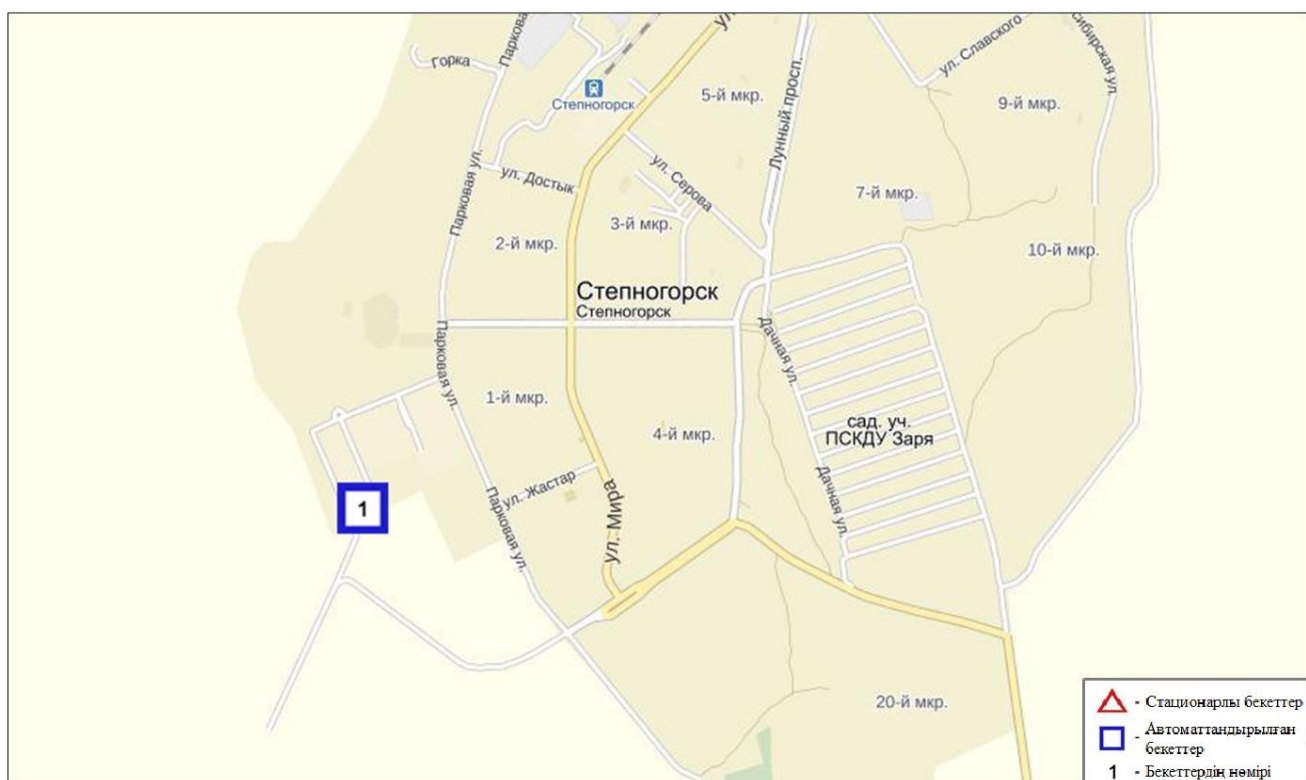 Парковая
ул.
ул. Славского
сибирская ул.
Горка
Степногорск
5-й мкр.
9-й мкр.
Лунный просп.
Парковая ул.
ул. Достык
ул. Серова
7-й мкр.
3-й мкр.
2-й мкр.
10-й мкр.
Степногорск
Степногорск
Парковая ул.
Дачная ул.
1-й мкр.
4-й мкр.
сад. уч.
ПСКДУ Заря
ул. Жастар
ул. Мира
Дачная ул.
1
Парковая ул.
20-й мкр.
- Стационарлы бекеттер
- Автоматтандырылған
бекеттер
1 - Бекеттердің нөмірі